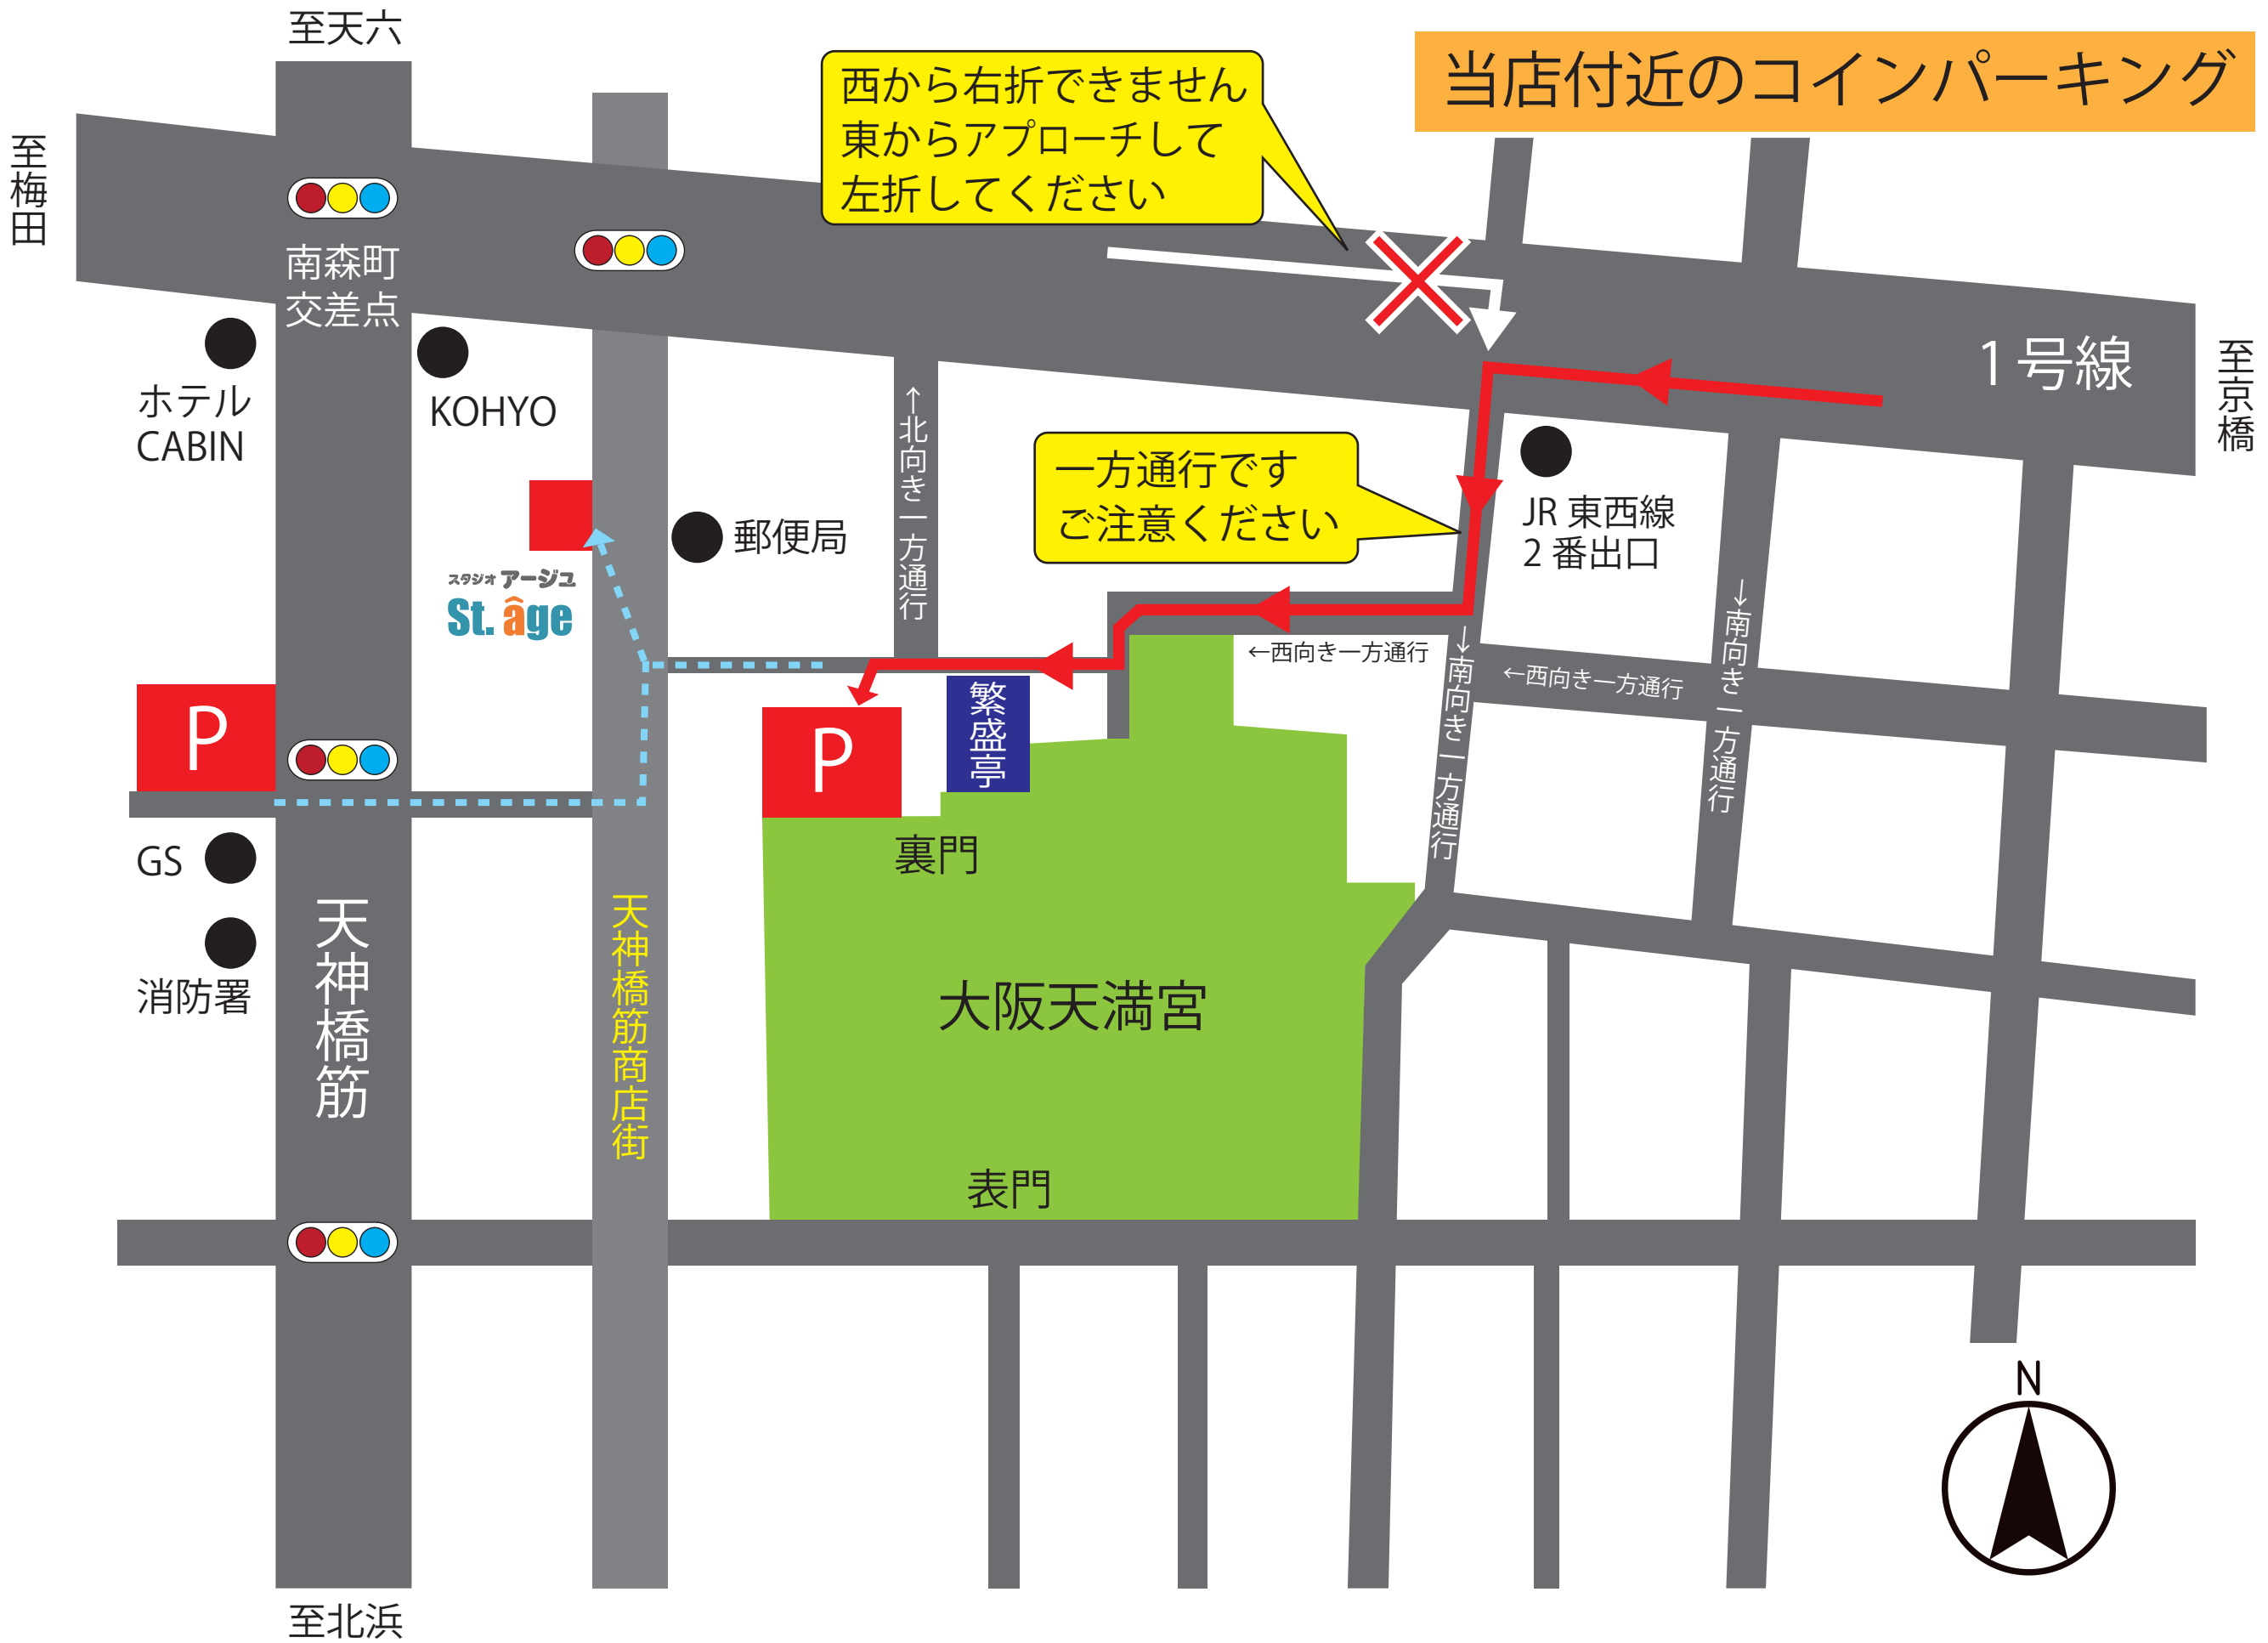 至天六
当店付近のコインパーキング
西から右折できません
東からアプローチして
左折してください
至梅田
南森町
交差点
1号線
至京橋
ホテル
CABIN
KOHYO
←北向き一方通行
一方通行です
ご注意ください
JR 東西線
2 番出口
郵便局
スタジオアージュ
St. âge
←西向き一方通行
←南向き一方通行
←西向き一方通行
←南向き一方通行
P
P
繁盛亭
裏門
GS
消防署
天神橋筋
天神橋筋商店街
大阪天満宮
表門
N
至北浜